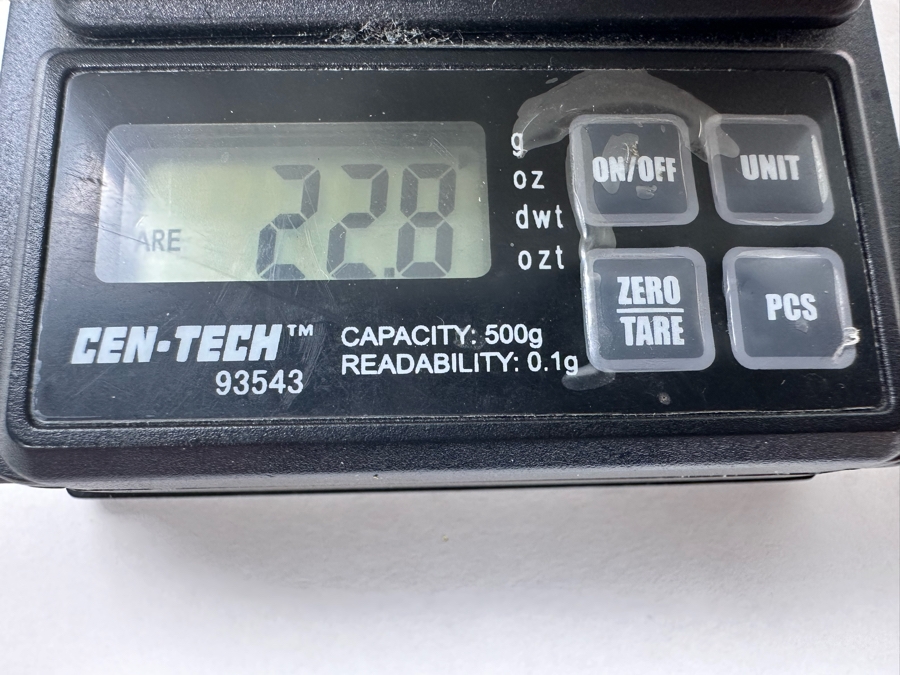 ARE 22.8
g
oz
dwt
ozt
ON/OFF UNIT
ZERO
TARE
PCS
CEN-TECH™
93543
CAPACITY: 500g
READABILITY: 0.1g